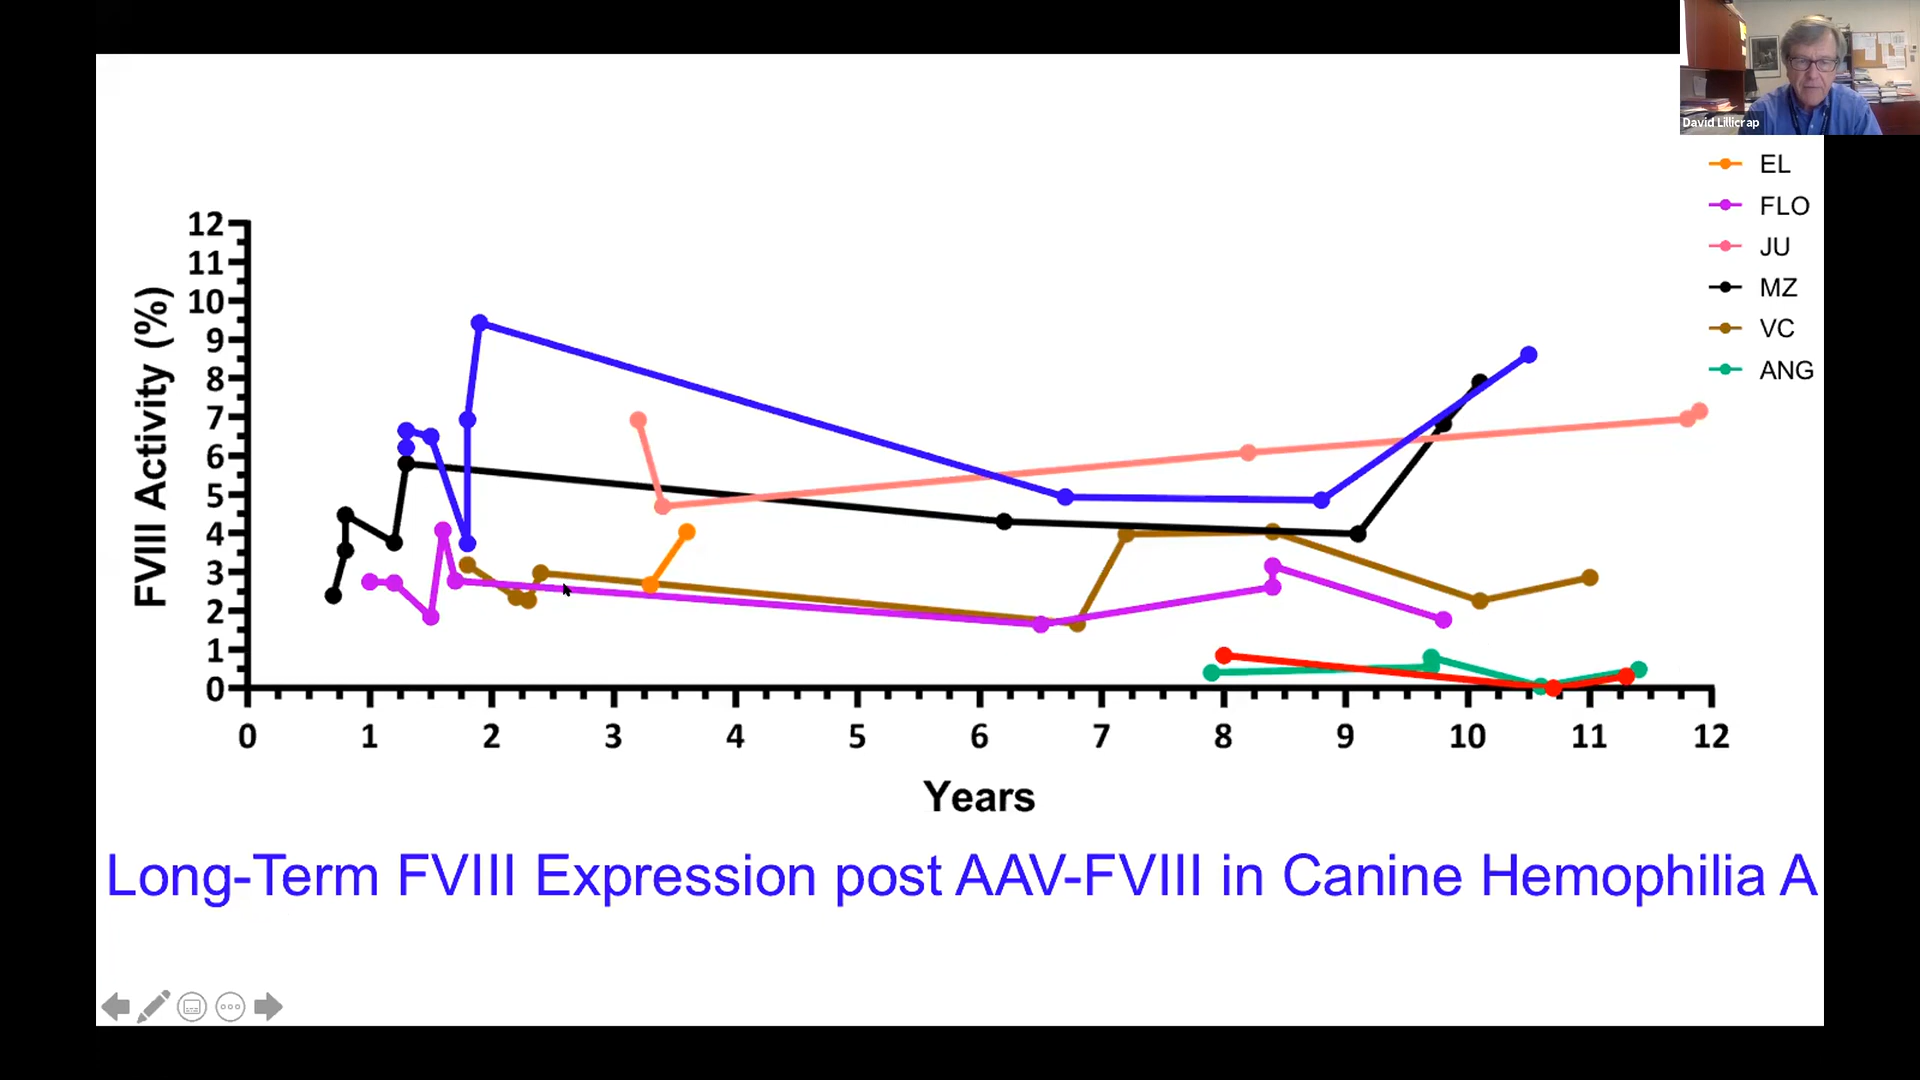 David Lillicrap
EL
FLO
JU
MZ
VC
ANG
12
11
10
9
8
7
6
5
4
3
2
1
0
FVIII Activity (%)
0 1 2 3 4 5 6 7 8 9 10 11 12
Years
Long-Term FVIII Expression post AAV-FVIII in Canine Hemophilia A